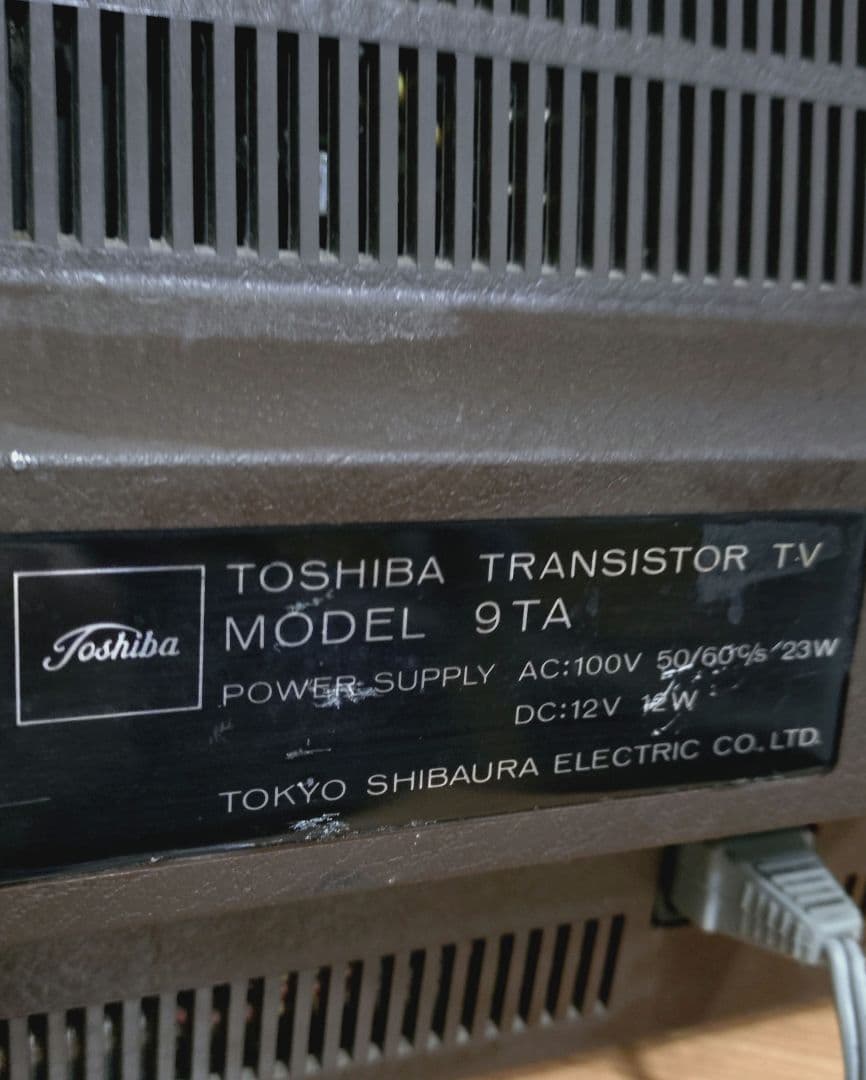 Toshiba
TOSHIBA TRANSISTOR TV
MODEL 9TA
POWER SUPPLY AC:100V 50/60c/s 23W
DC:12V 12W
TOKYO SHIBAURA ELECTRIC CO. LTD.